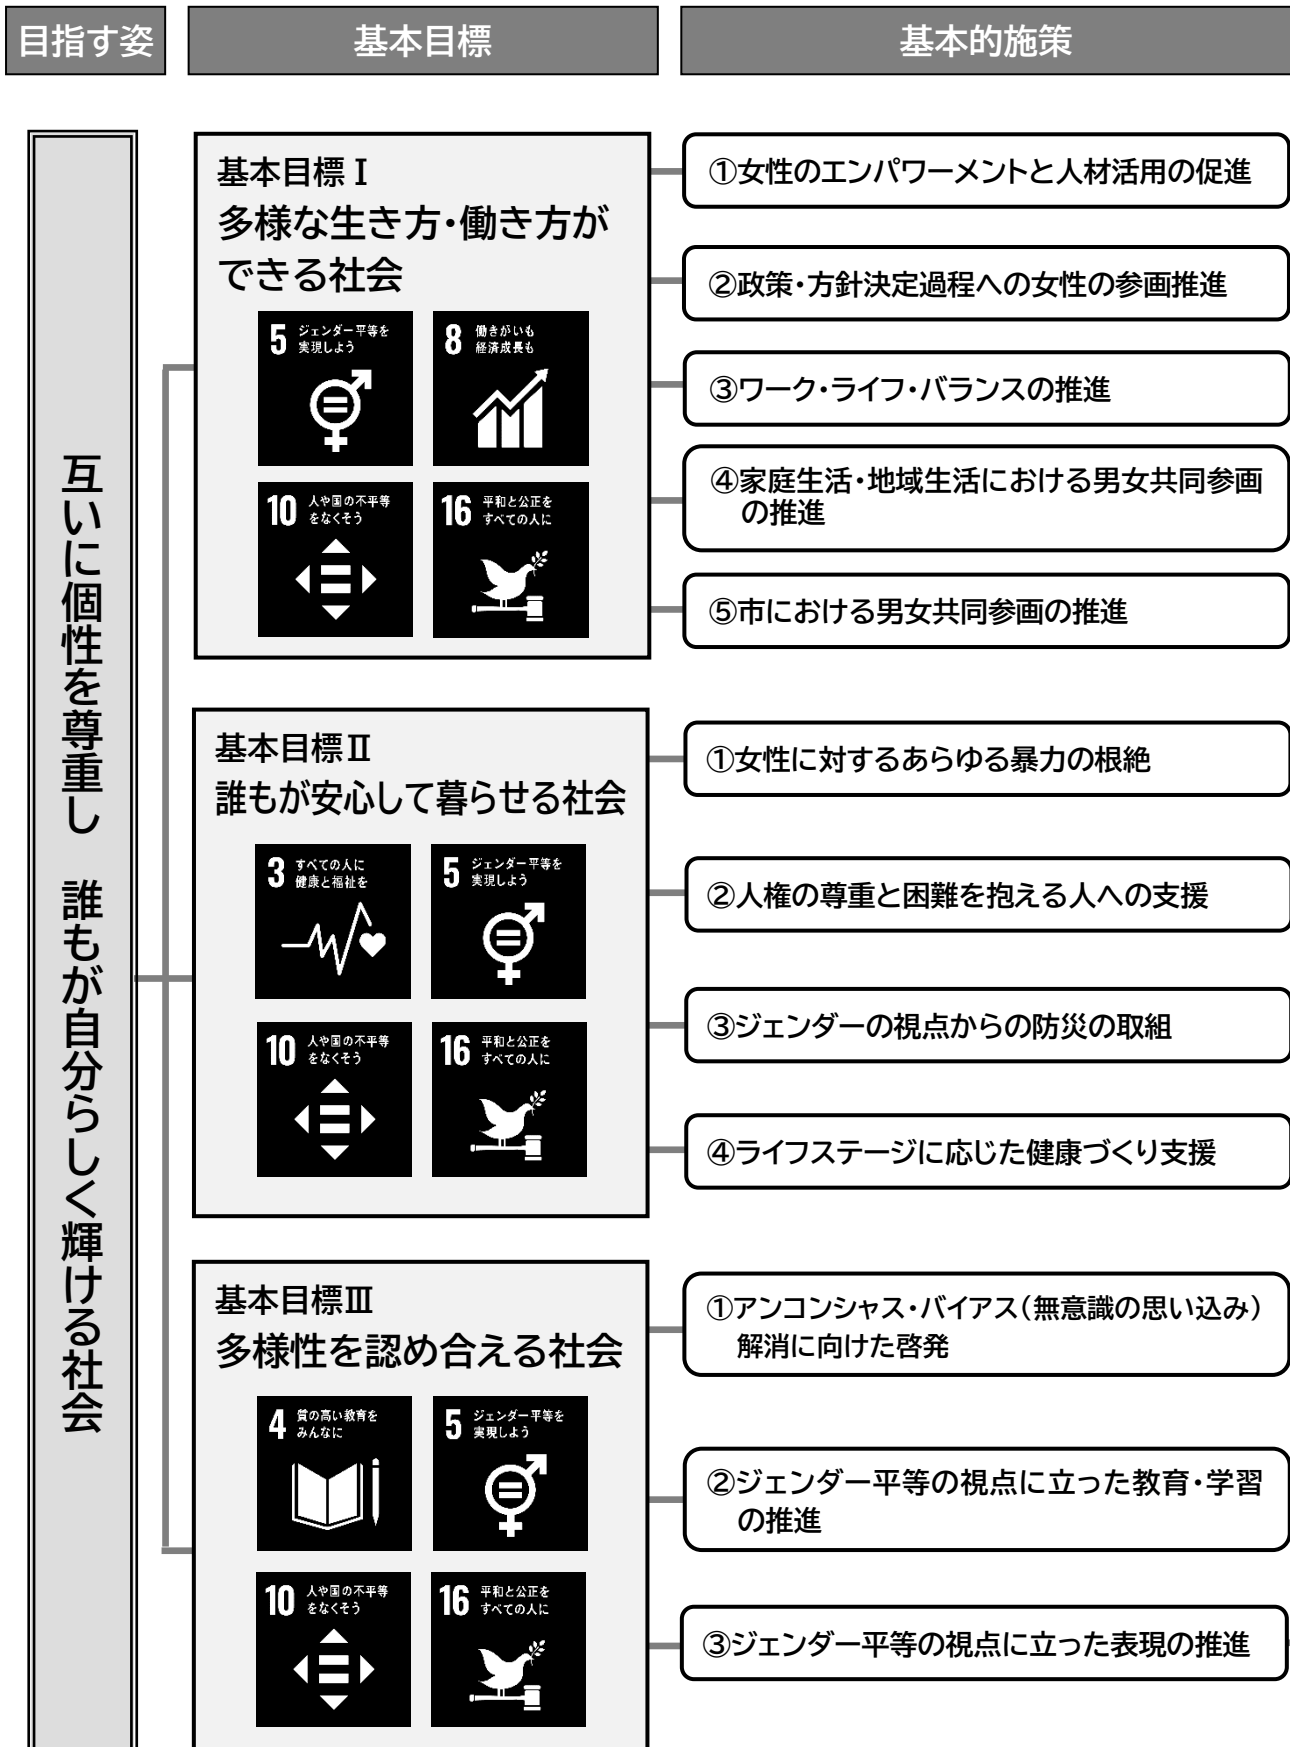 目指す姿
基本目標
基本的施策
互いに個性を尊重し　誰もが自分らしく輝ける社会
基本目標Ⅰ
多様な生き方・働き方が
できる社会
5 ジェンダー平等を
実現しよう
8 働きがいも
経済成長も
10 人や国の不平等
をなくそう
16 平和と公正を
すべての人に
①女性のエンパワーメントと人材活用の促進
②政策・方針決定過程への女性の参画推進
③ワーク・ライフ・バランスの推進
④家庭生活・地域生活における男女共同参画
の推進
⑤市における男女共同参画の推進
基本目標Ⅱ
誰もが安心して暮らせる社会
3 すべての人に
健康と福祉を
5 ジェンダー平等を
実現しよう
10 人や国の不平等
をなくそう
16 平和と公正を
すべての人に
①女性に対するあらゆる暴力の根絶
②人権の尊重と困難を抱える人への支援
③ジェンダーの視点からの防災の取組
④ライフステージに応じた健康づくり支援
基本目標Ⅲ
多様性を認め合える社会
4 質の高い教育を
みんなに
5 ジェンダー平等を
実現しよう
10 人や国の不平等
をなくそう
16 平和と公正を
すべての人に
①アンコンシャス・バイアス（無意識の思い込み）
解消に向けた啓発
②ジェンダー平等の視点に立った教育・学習
の推進
③ジェンダー平等の視点に立った表現の推進